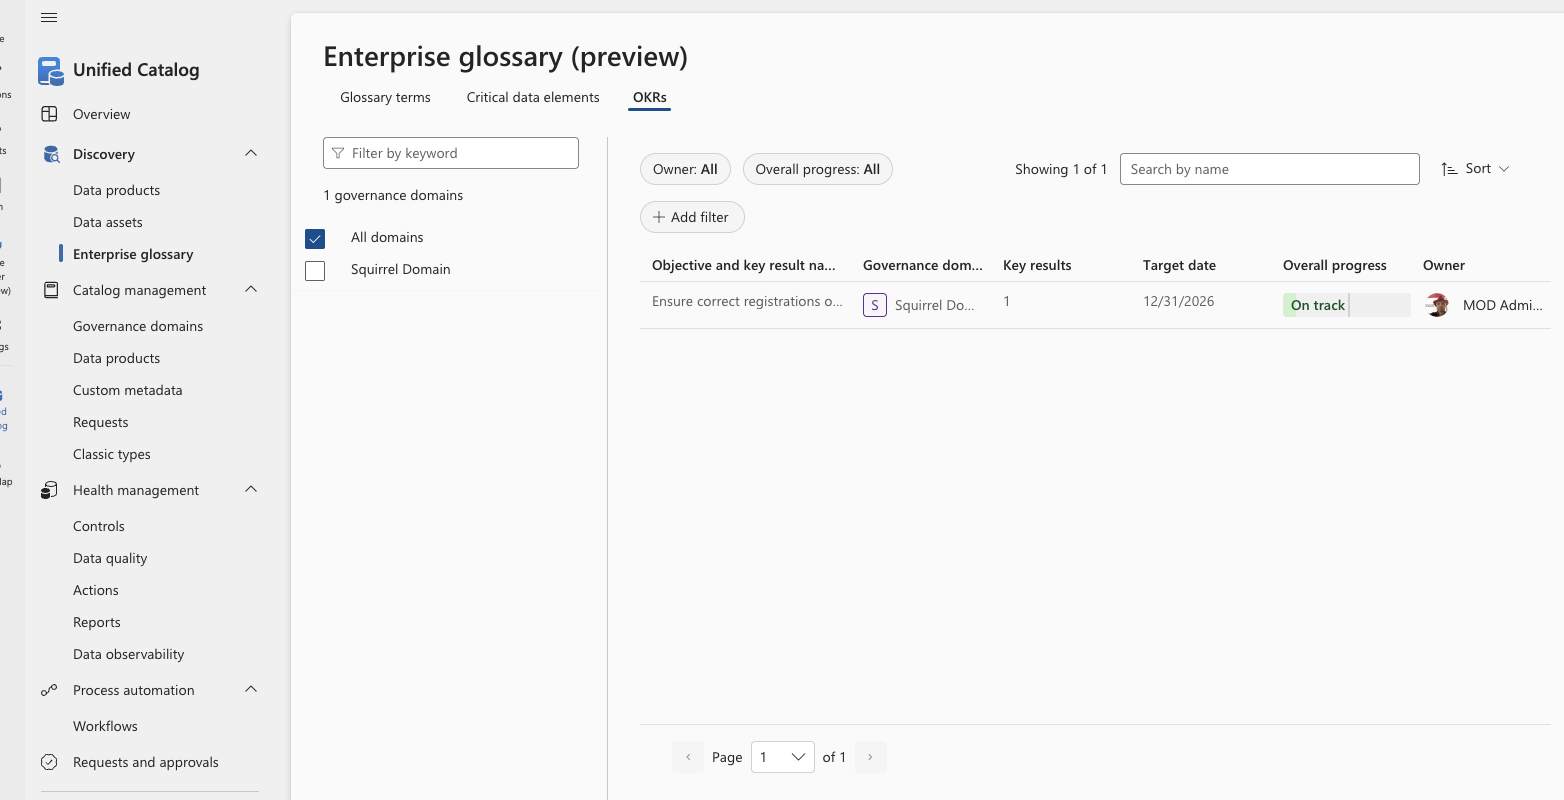 Unified Catalog
Overview
Discovery
Data products
Data assets
Enterprise glossary
Catalog management
Governance domains
Data products
Custom metadata
Requests
Classic types
Health management
Controls
Data quality
Actions
Reports
Data observability
Process automation
Workflows
Requests and approvals
Enterprise glossary (preview)
Glossary terms Critical data elements OKRs
Filter by keyword
1 governance domains
All domains
Squirrel Domain
Owner: All Overall progress: All Showing 1 of 1 Search by name Sort
Add filter
Objective and key result na... Governance dom... Key results Target date Overall progress Owner
Ensure correct registrations o... S Squirrel Do... 1 12/31/2026 On track MOD Admi...
Page 1 of 1